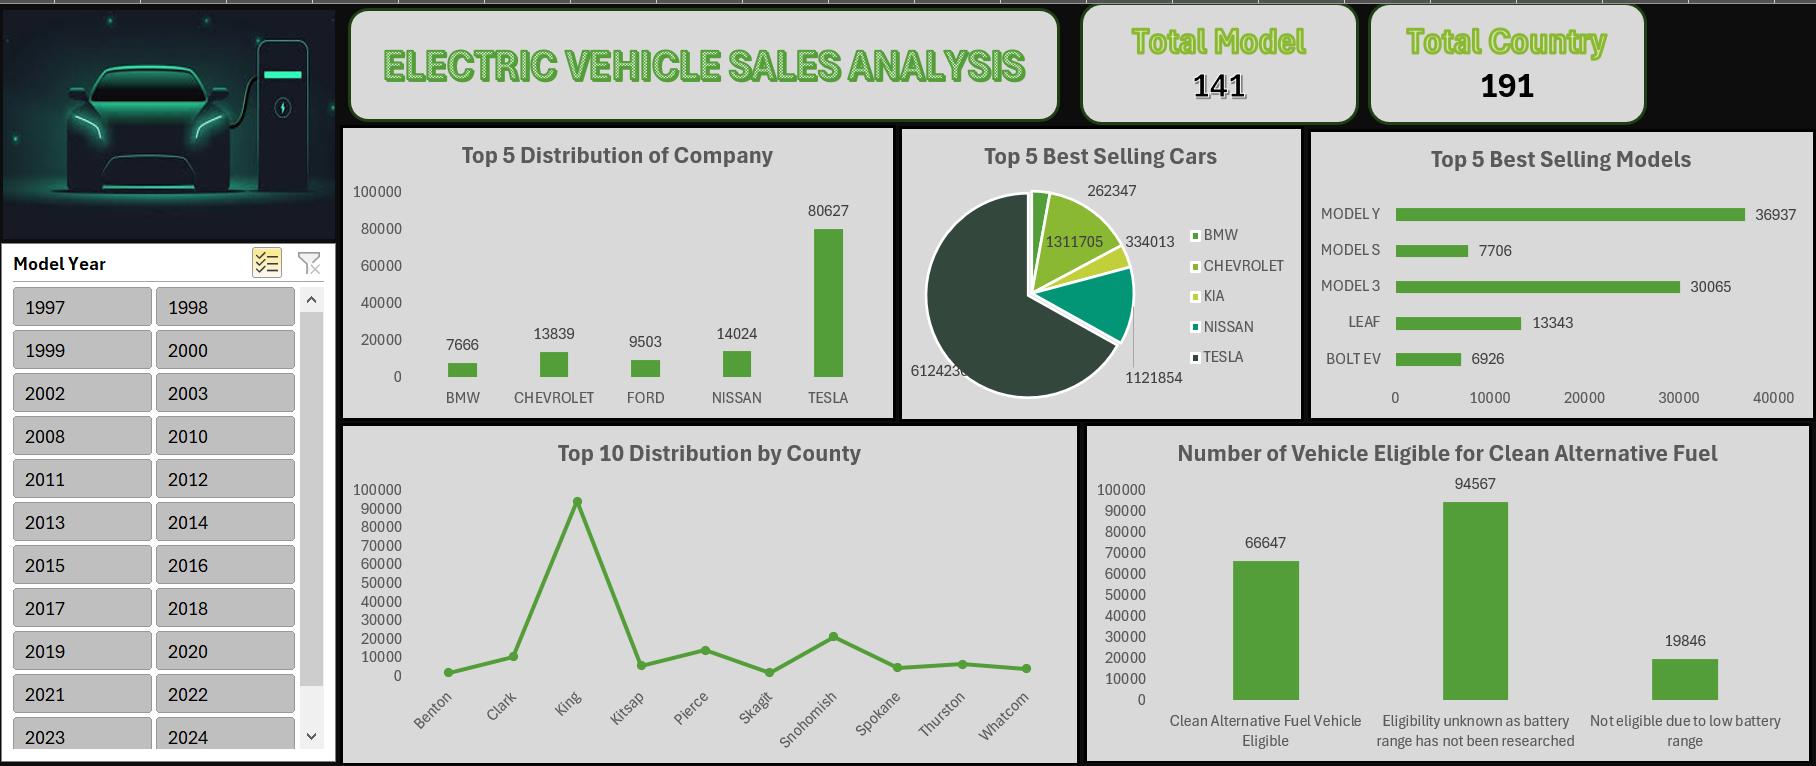 ELECTRIC VEHICLE SALES ANALYSIS
Total Model
141
Total Country
191
Model Year
1997 1998
1999 2000
2002 2003
2008 2010
2011 2012
2013 2014
2015 2016
2017 2018
2019 2020
2021 2022
2023 2024
Top 5 Distribution of Company
100000
80000
60000
40000
20000
0
7666
13839
9503
14024
80627
BMW CHEVROLET FORD NISSAN TESLA
Top 5 Best Selling Cars
262347
1311705
334013
1121854
BMW
CHEVROLET
KIA
NISSAN
TESLA
Top 5 Best Selling Models
MODEL Y 36937
MODEL S 7706
MODEL 3 30065
LEAF 13343
BOLT EV 6926
0 10000 20000 30000 40000
Top 10 Distribution by County
100000
90000
80000
70000
60000
50000
40000
30000
20000
10000
0
Benton Clark King Kitsap Pierce Skagit Snohomish Spokane Thurston Whatcom
Number of Vehicle Eligible for Clean Alternative Fuel
100000
90000
80000
70000
60000
50000
40000
30000
20000
10000
0
66647
94567
19846
Clean Alternative Fuel Vehicle
Eligible
Eligibility unknown as battery
range has not been researched
Not eligible due to low battery
range